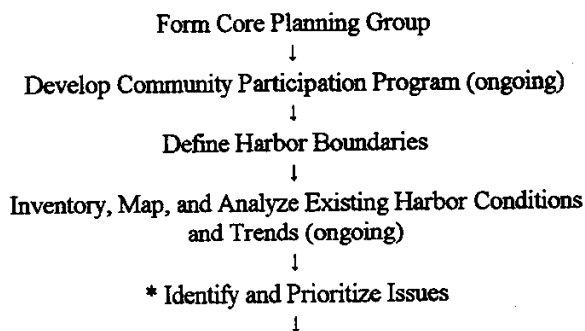 Form Core Planning Group
↓
Develop Community Participation Program (ongoing)
↓
Define Harbor Boundaries
↓
Inventory, Map, and Analyze Existing Harbor Conditions
and Trends (ongoing)
↓
* Identify and Prioritize Issues
↓